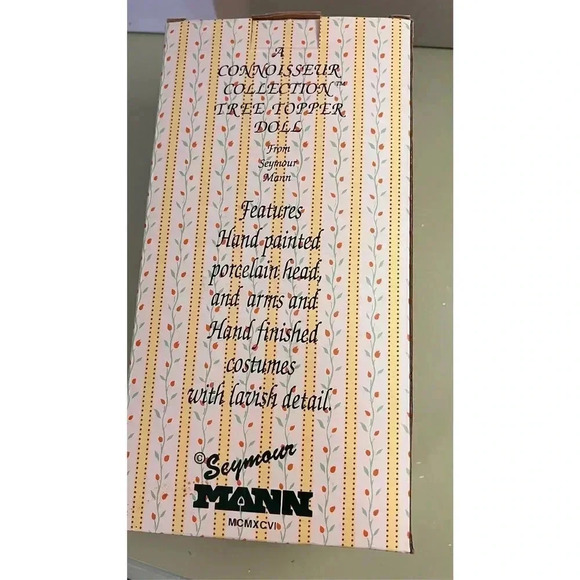 A
CONNOISSEUR
COLLECTION™
TREE TOPPER
DOLL
From
Seymour
Mann
Features
Hand painted
porcelain head,
and arms and
Hand finished
costumes
with lavish detail.
© Seymour
MANN
MCMXCVI